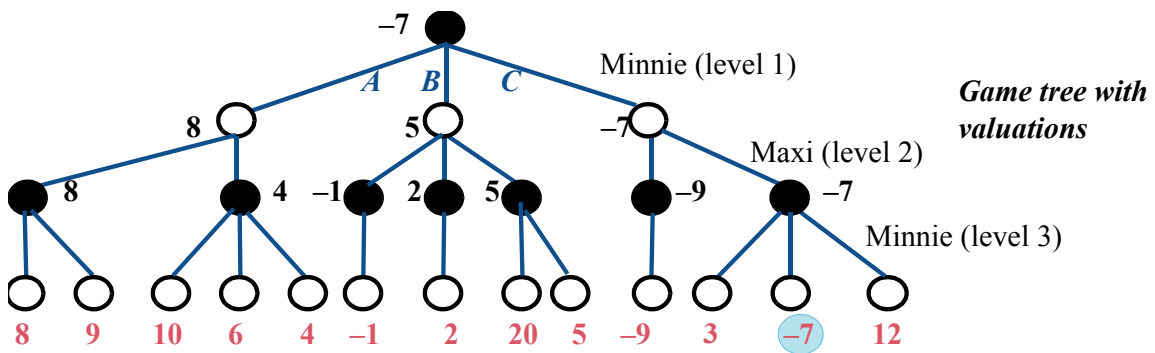 –7
A B C Minnie (level 1)
Game tree with
valuations
8 5 –7
Maxi (level 2)
8 4 –1 2 5 –9 –7
Minnie (level 3)
8 9 10 6 4 –1 2 20 5 –9 3 –7 12